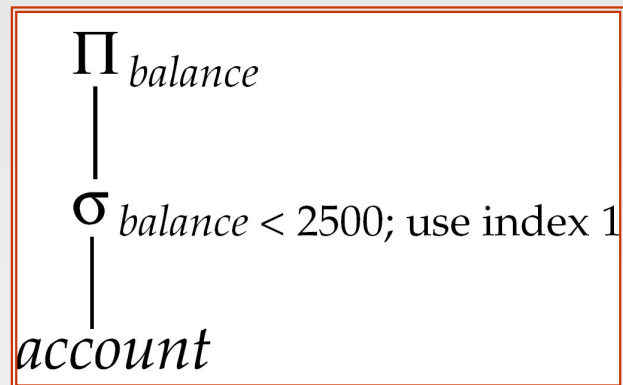 Π balance
σ balance < 2500; use index 1
account